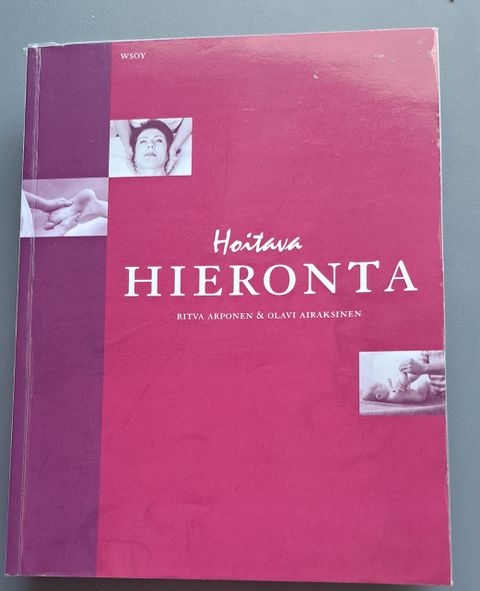 WSOY
Hoitava
HIERONTA
RITVA ARPONEN & OLAVI AIRAKSINEN